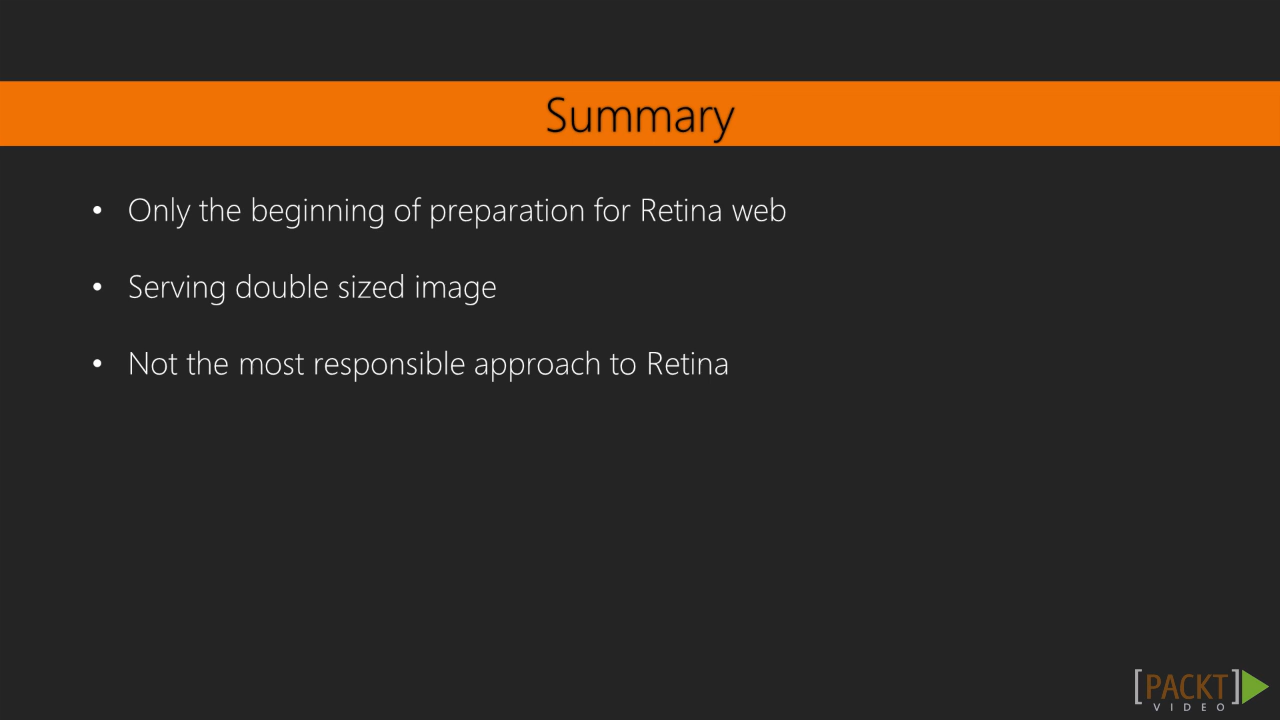 Summary
• Only the beginning of preparation for Retina web
• Serving double sized image
• Not the most responsible approach to Retina
[PACKT]
VIDEO